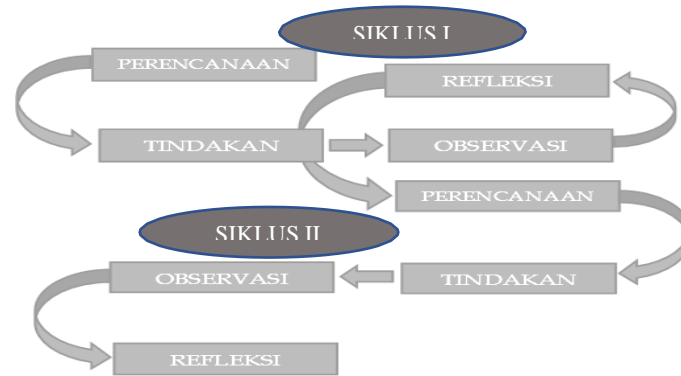 SIKLUS I
PERENCANAAN
REFLEKSI
TINDAKAN
OBSERVASI
PERENCANAAN
SIKLUS II
OBSERVASI
TINDAKAN
REFLEKSI